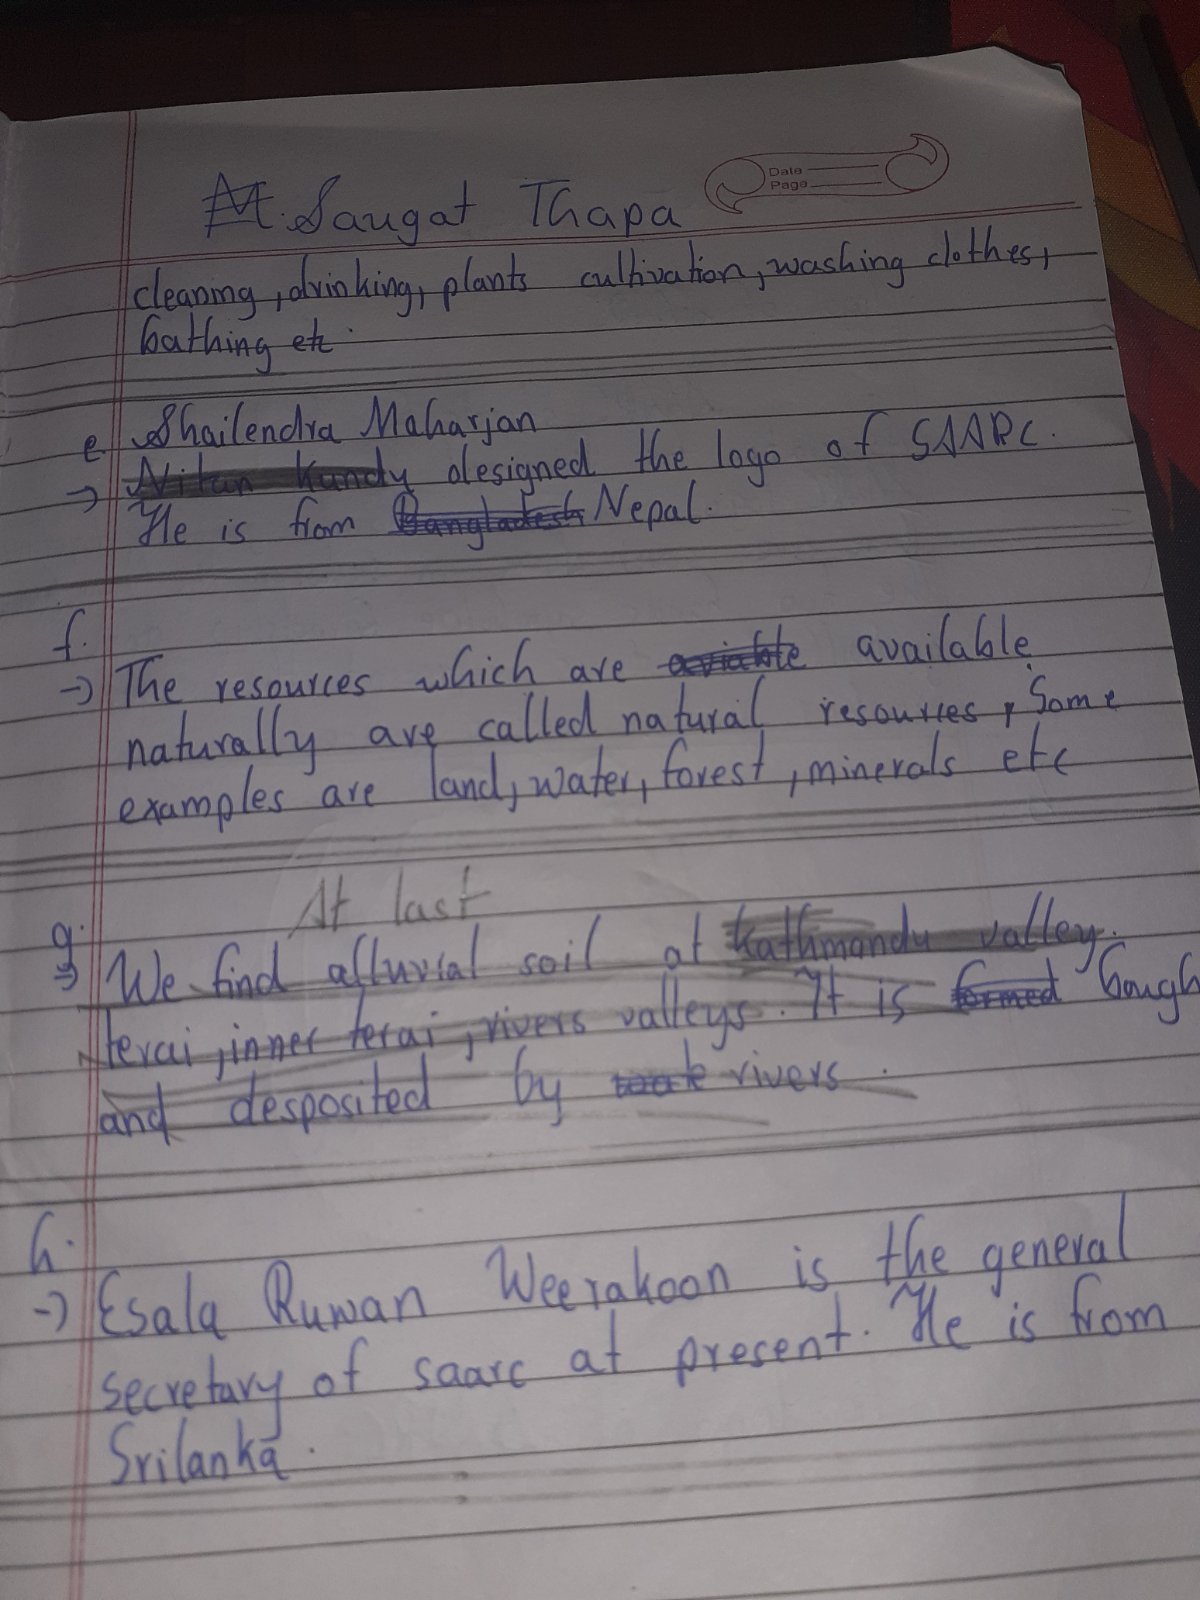 M. Saugat Thapa
Date
Page
cleaning, drinking, plants cultivation, washing clothes,
bathing etc.
e Shailendra Maharjan
→ Nitun Kundy designed the logo of SAARC.
He is from Bangladesh Nepal.
f.
→ The resources which are aviable available
naturally are called natural resources, Some
examples are land, water, forest, minerals etc
At last
g.
→ We find alluvial soil at Kathmandu valley.
terai, inner terai, rivers valleys. It is formed bough
and desposited by rivers.
h.
→ Esala Ruwan Weerakoon is the general
secretary of saarc at present. He is from
Srilanka.